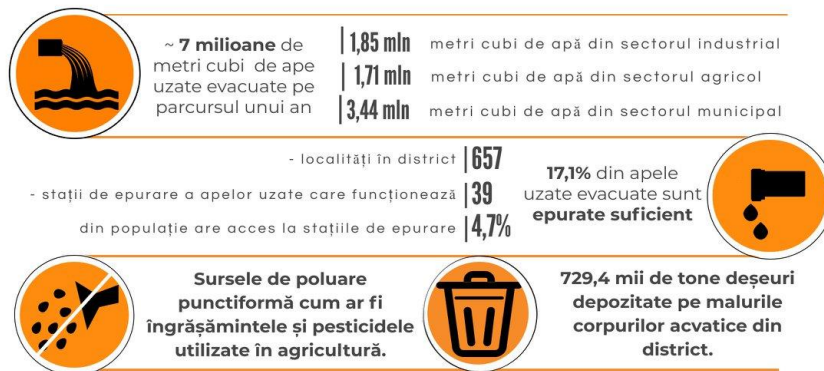 ~ 7 milioane de
metri cubi de ape
uzate evacuate pe
parcursul unui an
1,85 mln metri cubi de apă din sectorul industrial
1,71 mln metri cubi de apă din sectorul agricol
3,44 mln metri cubi de apă din sectorul municipal
- localități în district 657
- stații de epurare a apelor uzate care funcționează 39
din populație are acces la stațiile de epurare 4,7%
17,1% din apele
uzate evacuate sunt
epurate suficient
Sursele de poluare
punctiformă cum ar fi
îngrășămintele și pesticidele
utilizate în agricultură.
729,4 mii de tone deșeuri
depozitate pe malurile
corpurilor acvatice din
district.